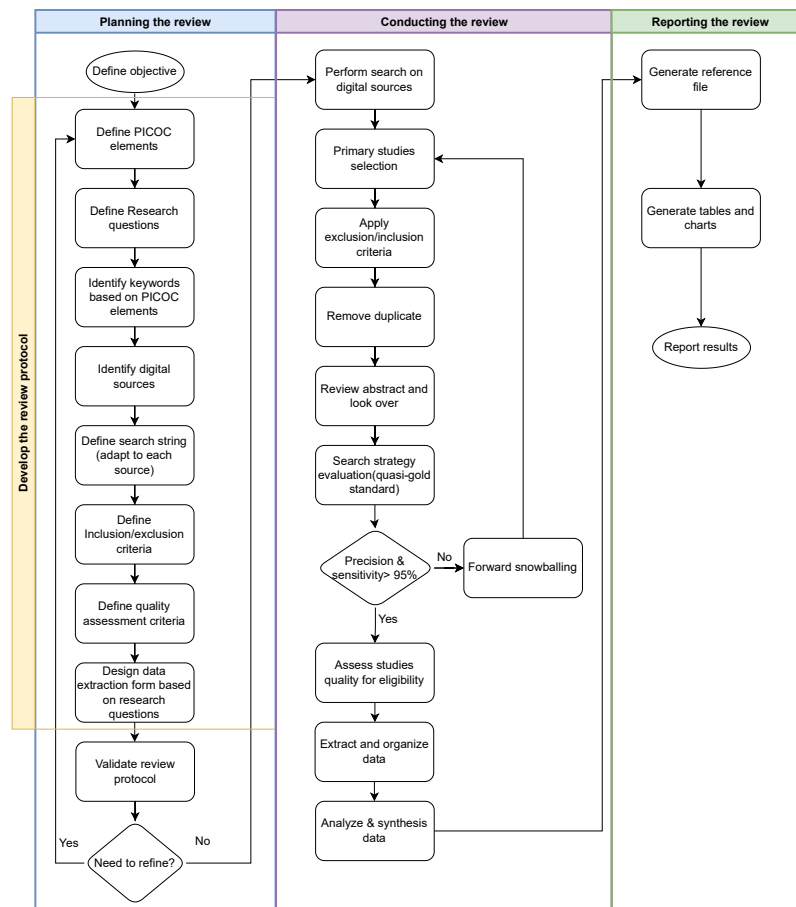 Planning the review
Conducting the review
Reporting the review
Develop the review protocol
Define objective
Define PICOC
elements
Define Research
questions
Identify keywords
based on PICOC
elements
Identify digital
sources
Define search string
(adapt to each
source)
Define
Inclusion/exclusion
criteria
Define quality
assessment criteria
Design data
extraction form based
on research
questions
Validate review
protocol
Need to refine?
Yes
No
Perform search on
digital sources
Primary studies
selection
Apply
exclusion/inclusion
criteria
Remove duplicate
Review abstract and
look over
Search strategy
evaluation(quasi-gold
standard)
Precision &
sensitivity> 95%
No
Forward snowballing
Yes
Assess studies
quality for eligibility
Extract and organize
data
Analyze & synthesis
data
Generate reference
file
Generate tables and
charts
Report results